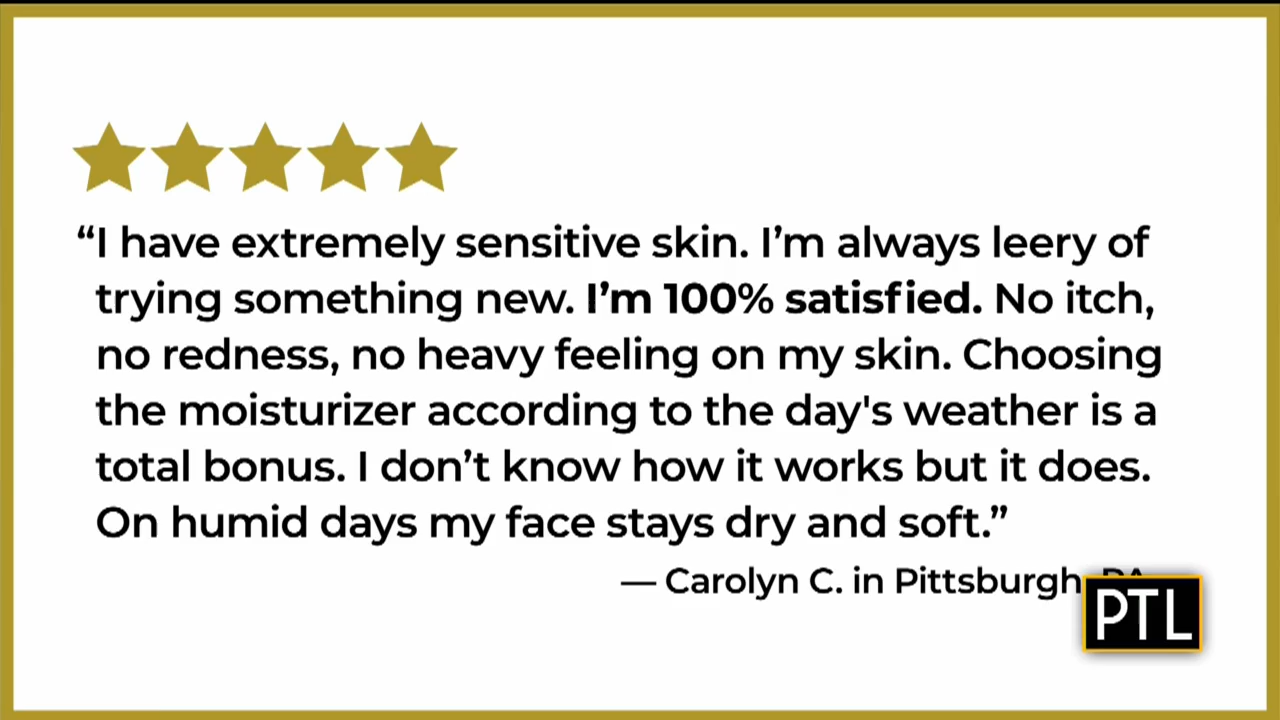 “I have extremely sensitive skin. I’m always leery of
trying something new. I’m 100% satisfied. No itch,
no redness, no heavy feeling on my skin. Choosing
the moisturizer according to the day's weather is a
total bonus. I don’t know how it works but it does.
On humid days my face stays dry and soft.”
— Carolyn C. in Pittsburgh,
PTL